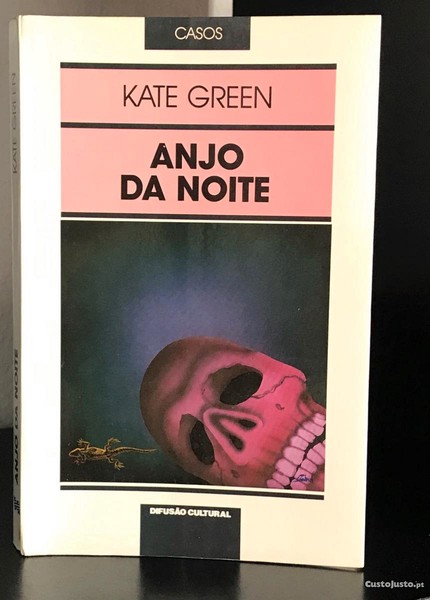 CASOS
KATE GREEN
ANJO
DA NOITE
DIFUSÃO CULTURAL
KATE GREEN
ANJO DA NOITE
CustoJusto.pt